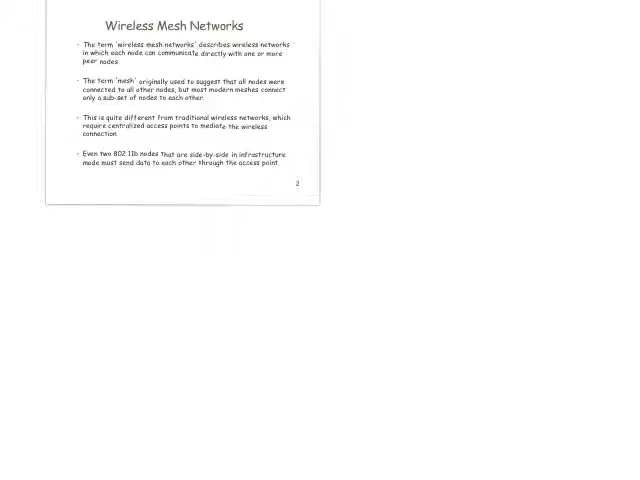 Wireless Mesh Networks
• The term 'wireless mesh networks' describes wireless networks
in which each node can communicate directly with one or more
peer nodes.
• The term 'mesh' originally used to suggest that all nodes were
connected to all other nodes, but most modern meshes connect
only a sub-set of nodes to each other.
• This is quite different from traditional wireless networks, which
require centralized access points to mediate the wireless
connection.
• Even two 802.11b nodes that are side-by-side in infrastructure
mode must send data to each other through the access point.
2